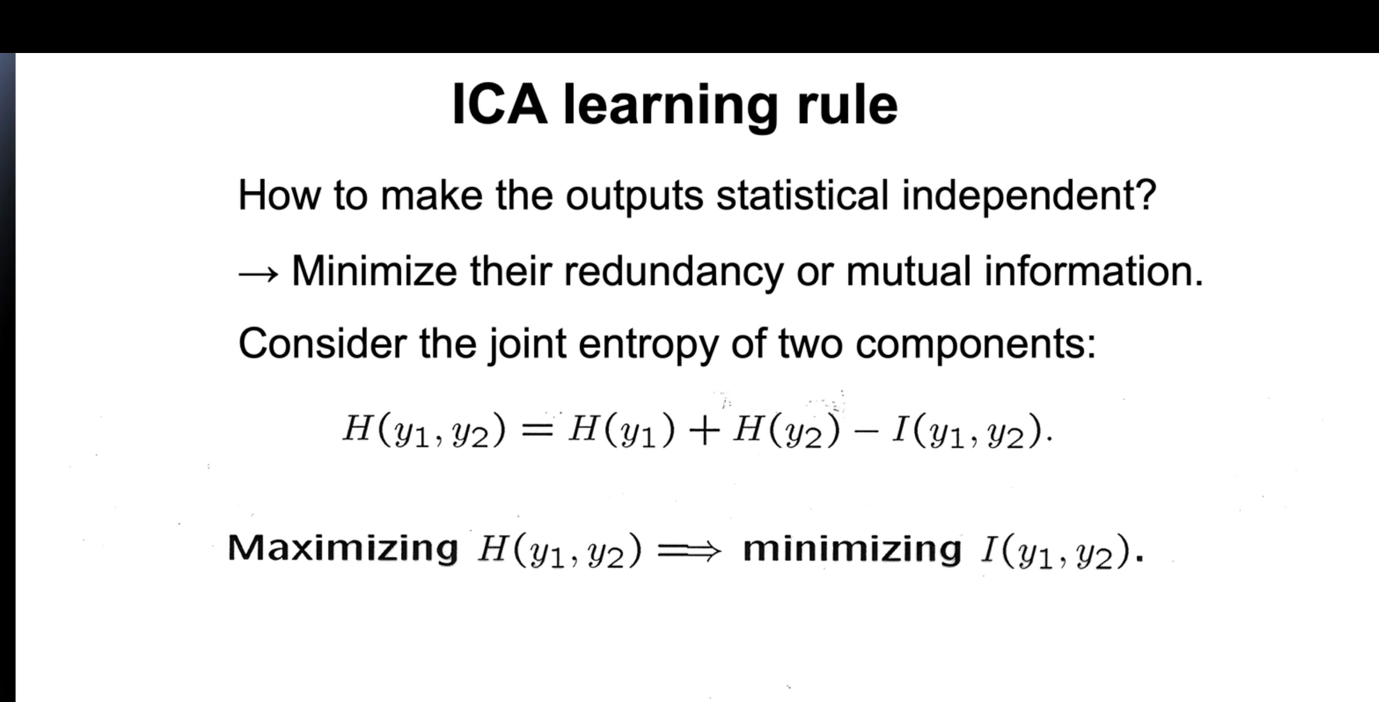 ICA learning rule
How to make the outputs statistical independent?
→ Minimize their redundancy or mutual information.
Consider the joint entropy of two components:
H(y₁, y₂) = H(y₁) + H(y₂) − I(y₁, y₂).
Maximizing H(y₁, y₂) ⟹ minimizing I(y₁, y₂).